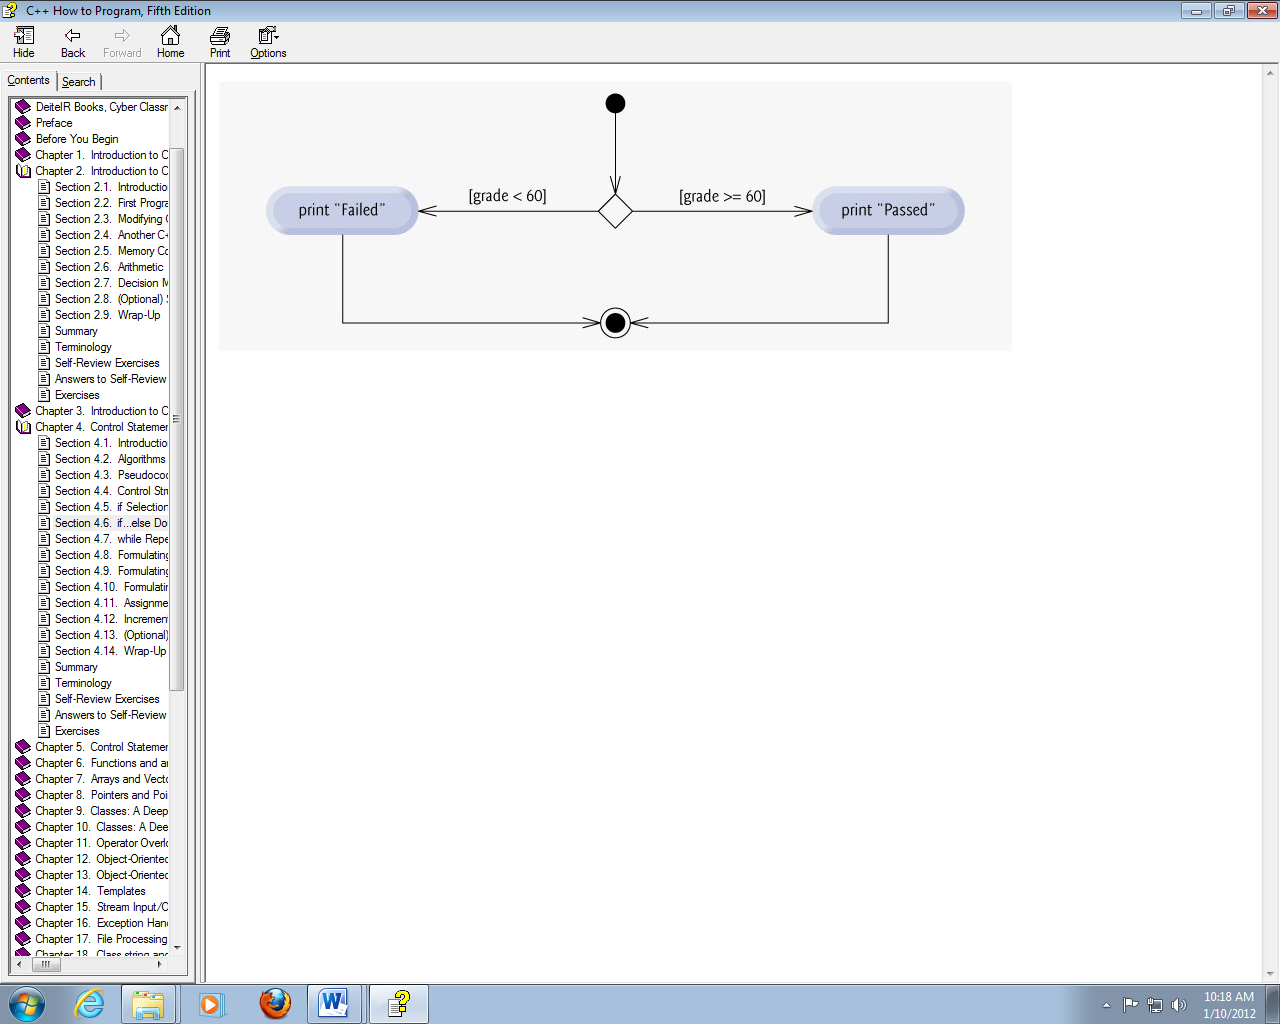 C++ How to Program, Fifth Edition
Hide Back Forward Home Print Options
Contents Search
DeitelR Books, Cyber Classr
Preface
Before You Begin
Chapter 1. Introduction to C
Chapter 2. Introduction to C
Section 2.1. Introductio
Section 2.2. First Progra
Section 2.3. Modifying
Section 2.4. Another C+
Section 2.5. Memory Co
Section 2.6. Arithmetic
Section 2.7. Decision M
Section 2.8. (Optional)
Section 2.9. Wrap-Up
Summary
Terminology
Self-Review Exercises
Answers to Self-Review
Exercises
Chapter 3. Introduction to C
Chapter 4. Control Statemer
Section 4.1. Introductio
Section 4.2. Algorithms
Section 4.3. Pseudocod
Section 4.4. Control Stru
Section 4.5. if Selection
Section 4.6. if...else Do
Section 4.7. while Repe
Section 4.8. Formulating
Section 4.9. Formulating
Section 4.10. Formulatir
Section 4.11. Assignme
Section 4.12. Increment
Section 4.13. (Optional)
Section 4.14. Wrap-Up
Summary
Terminology
Self-Review Exercises
Answers to Self-Review
Exercises
Chapter 5. Control Statemer
Chapter 6. Functions and ar
Chapter 7. Arrays and Vecto
Chapter 8. Pointers and Poi
Chapter 9. Classes: A Deep
Chapter 10. Classes: A Dee
Chapter 11. Operator Overlo
Chapter 12. Object-Oriented
Chapter 13. Object-Oriented
Chapter 14. Templates
Chapter 15. Stream Input/O
Chapter 16. Exception Hand
Chapter 17. File Processing
Chapter 18. Class string and
[grade < 60] [grade >= 60]
print “Failed” print “Passed”
10:18 AM
1/10/2012